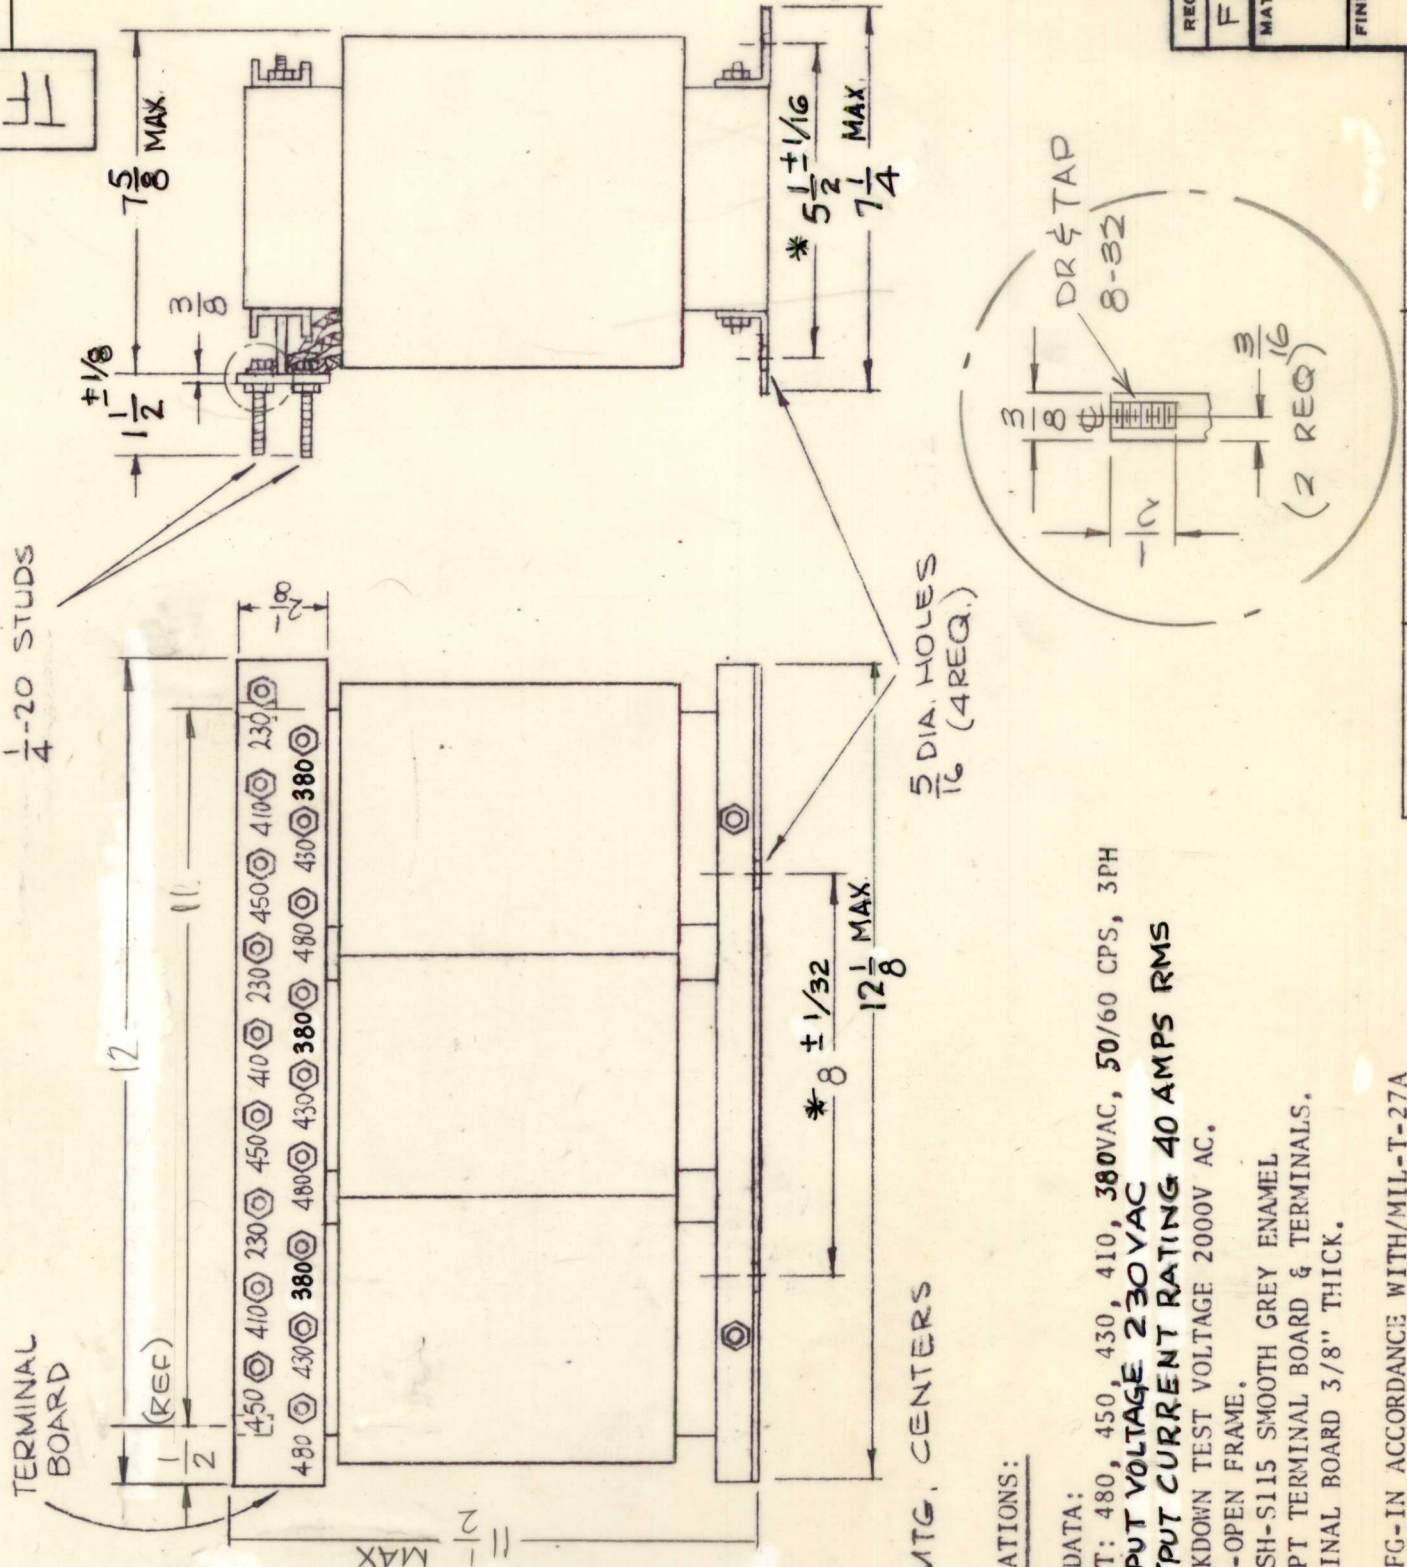 F
7 5/8 MAX.
1 1/2 ±1/8
3/8
1/4-20 STUDS
* 5 1/2 ±1/16
7 1/4 MAX.
REQ
F
MAT
FIN
DR & TAP
8-32
3/8
℄
1/2
3/16
(2 REQ)
TERMINAL
BOARD
12
11
1/2
(REF)
450 410 230 450 410 230 450 410 230
480 430 380 480 430 380 480 430 380
11 1/2
MAX
* 8 ±1/32
12 1/8 MAX.
5/16 DIA. HOLES
(4 REQ.)
MTG. CENTERS
ATIONS:
DATA:
T: 480, 450, 430, 410, 380VAC, 50/60 CPS, 3PH
PUT VOLTAGE 230VAC
TPUT CURRENT RATING 40 AMPS RMS
KDOWN TEST VOLTAGE 2000V AC.
OPEN FRAME.
SH-S115 SMOOTH GREY ENAMEL
T TERMINAL BOARD & TERMINALS.
INAL BOARD 3/8" THICK.
FG-IN ACCORDANCE WITH/MIL-T-27A